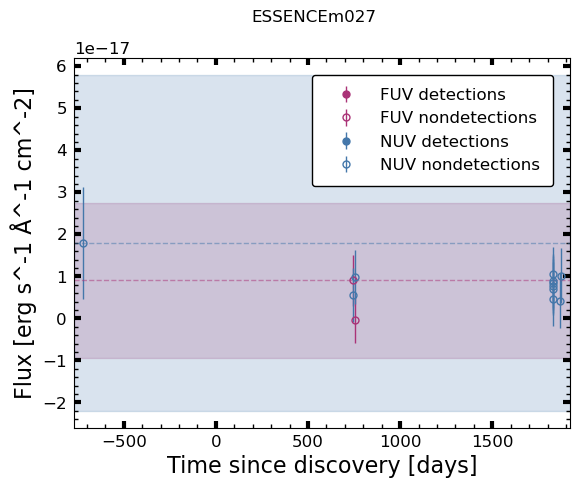 ESSENCEm027
1e−17
6
5
4
3
2
1
0
−1
−2
Flux [erg s^-1 Å^-1 cm^-2]
FUV detections
FUV nondetections
NUV detections
NUV nondetections
−500
0
500
1000
1500
Time since discovery [days]